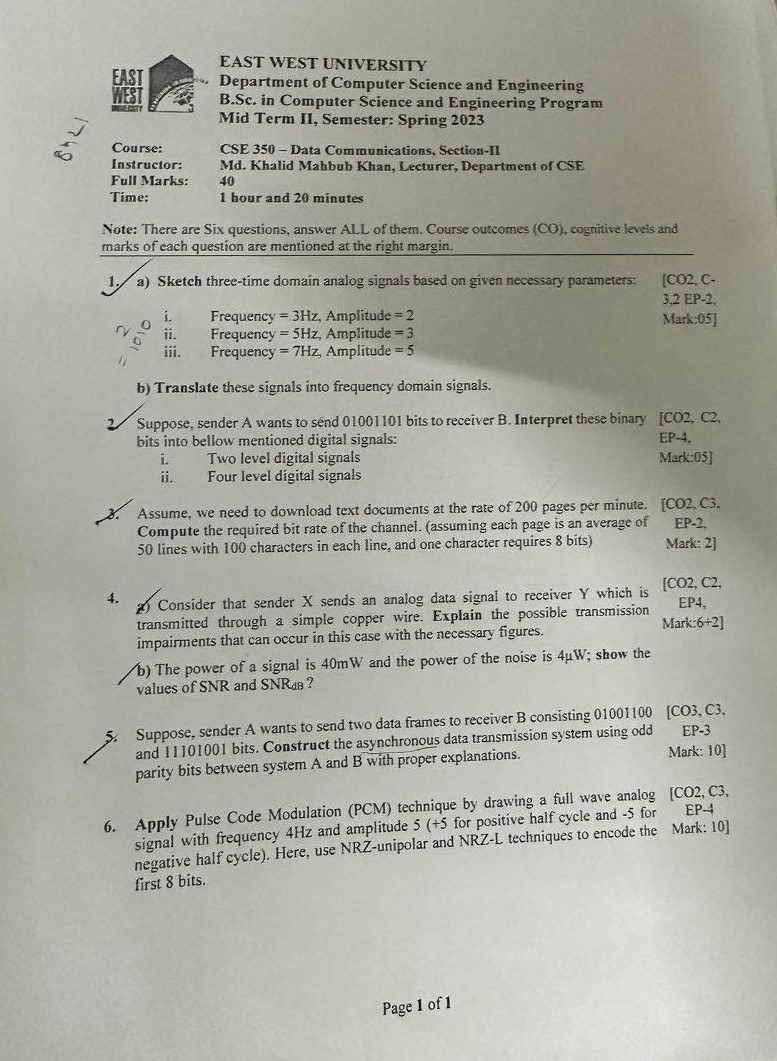 EAST WEST UNIVERSITY
EAST
WEST
UNIVERSITY
Department of Computer Science and Engineering
B.Sc. in Computer Science and Engineering Program
Mid Term II, Semester: Spring 2023
Course: CSE 350 – Data Communications, Section-II
Instructor: Md. Khalid Mahbub Khan, Lecturer, Department of CSE
Full Marks: 40
Time: 1 hour and 20 minutes
Note: There are Six questions, answer ALL of them. Course outcomes (CO), cognitive levels and
marks of each question are mentioned at the right margin.
1. a) Sketch three-time domain analog signals based on given necessary parameters: [CO2, C-
3,2 EP-2,
i. Frequency = 3Hz, Amplitude = 2 Mark:05]
ii. Frequency = 5Hz, Amplitude = 3
iii. Frequency = 7Hz, Amplitude = 5
b) Translate these signals into frequency domain signals.
2. Suppose, sender A wants to send 01001101 bits to receiver B. Interpret these binary [CO2, C2,
bits into bellow mentioned digital signals: EP-4,
i. Two level digital signals Mark:05]
ii. Four level digital signals
3. Assume, we need to download text documents at the rate of 200 pages per minute. [CO2, C3,
Compute the required bit rate of the channel. (assuming each page is an average of EP-2,
50 lines with 100 characters in each line, and one character requires 8 bits) Mark: 2]
4. a) Consider that sender X sends an analog data signal to receiver Y which is [CO2, C2,
transmitted through a simple copper wire. Explain the possible transmission EP4,
impairments that can occur in this case with the necessary figures. Mark:6+2]
b) The power of a signal is 40mW and the power of the noise is 4µW; show the
values of SNR and SNRdB ?
5. Suppose, sender A wants to send two data frames to receiver B consisting 01001100 [CO3, C3,
and 11101001 bits. Construct the asynchronous data transmission system using odd EP-3
parity bits between system A and B with proper explanations. Mark: 10]
6. Apply Pulse Code Modulation (PCM) technique by drawing a full wave analog [CO2, C3,
signal with frequency 4Hz and amplitude 5 (+5 for positive half cycle and -5 for EP-4
negative half cycle). Here, use NRZ-unipolar and NRZ-L techniques to encode the Mark: 10]
first 8 bits.
Page 1 of 1